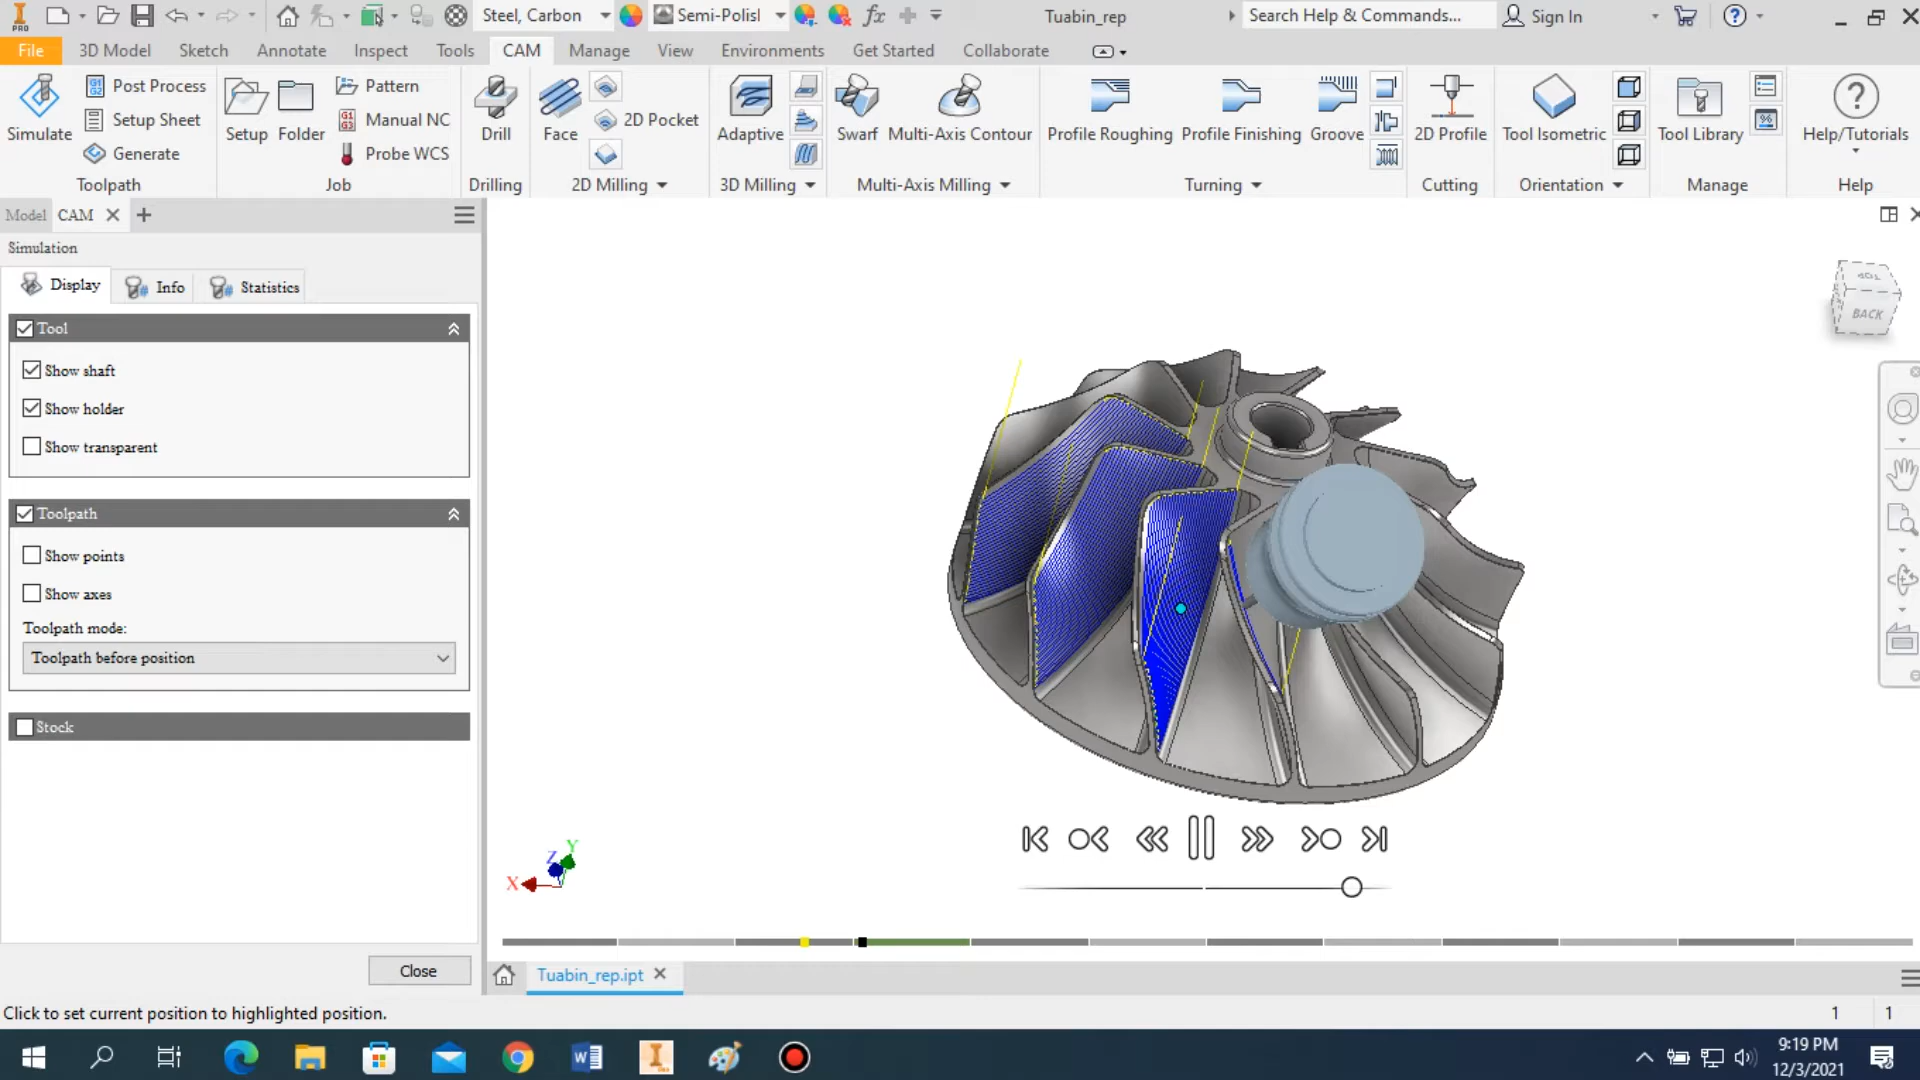 PRO
Steel, Carbon
Semi-Polisl
fx
Tuabin_rep
Search Help & Commands...
Sign In
File
3D Model
Sketch
Annotate
Inspect
Tools
CAM
Manage
View
Environments
Get Started
Collaborate
Simulate
Post Process
Setup Sheet
Generate
Toolpath
Setup
Folder
Pattern
Manual NC
Probe WCS
Job
Drill
Drilling
Face
2D Pocket
2D Milling
Adaptive
3D Milling
Swarf
Multi-Axis Contour
Multi-Axis Milling
Profile Roughing
Profile Finishing
Groove
Turning
2D Profile
Cutting
Tool Isometric
Orientation
Tool Library
Manage
Help/Tutorials
Help
Model
CAM
Simulation
Display
Info
Statistics
Tool
Show shaft
Show holder
Show transparent
Toolpath
Show points
Show axes
Toolpath mode:
Toolpath before position
Stock
Close
BACK
X
Y
Z
Tuabin_rep.ipt
Click to set current position to highlighted position.
1
1
9:19 PM
12/3/2021